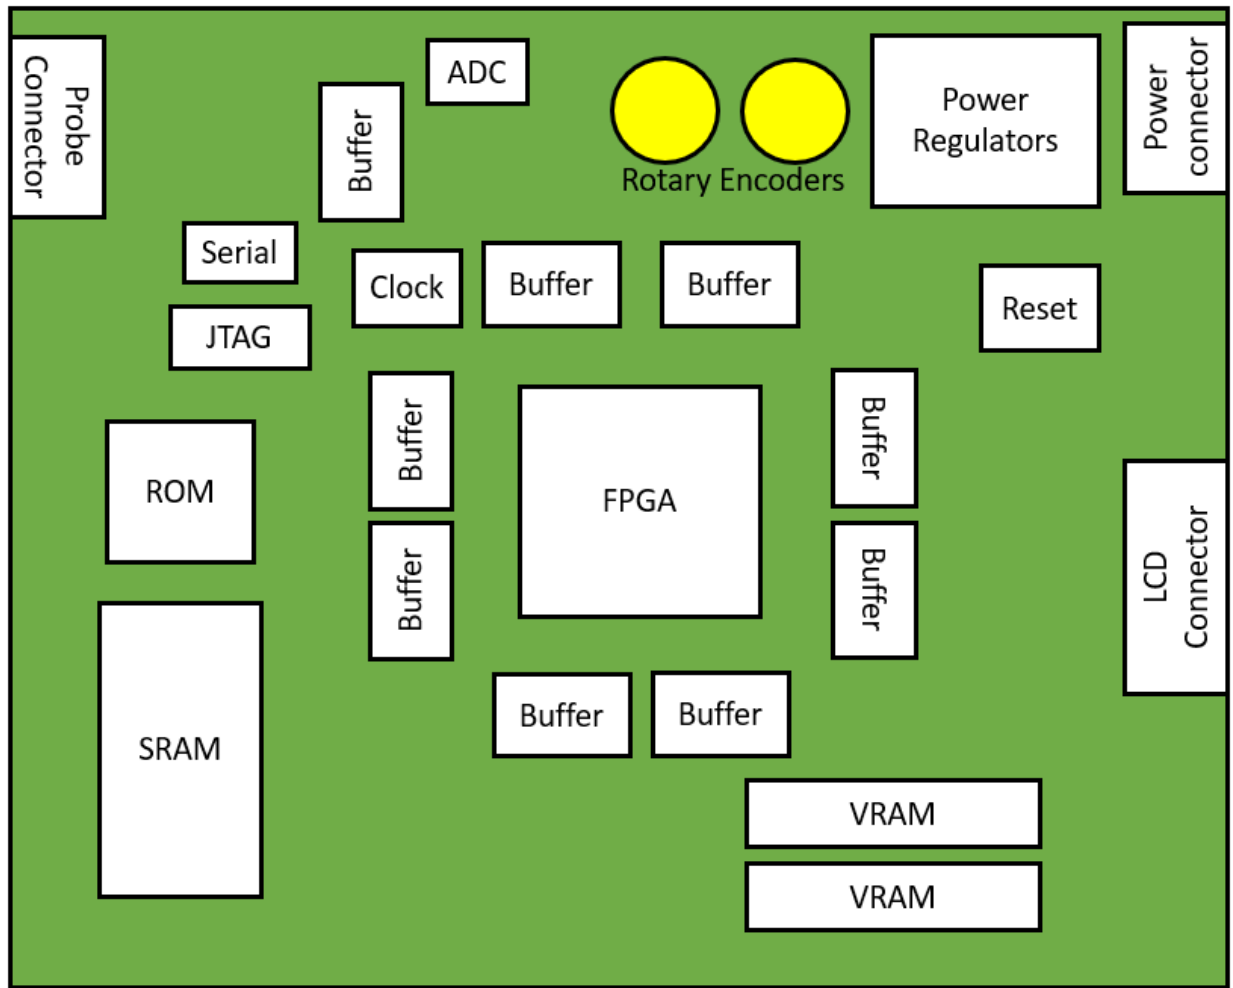 Probe
Connector
ADC
Buffer
Rotary Encoders
Power
Regulators
Power
connector
Serial
Clock
Buffer
Buffer
Reset
JTAG
Buffer
Buffer
ROM
FPGA
Buffer
Buffer
LCD
Connector
SRAM
Buffer
Buffer
VRAM
VRAM